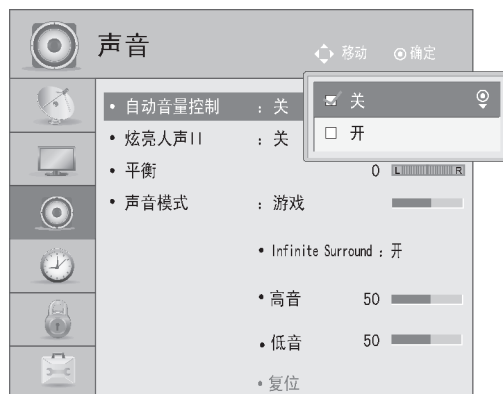 声音 移动 ◉确定
• 自动音量控制 : 关
• 炫亮人声II : 关
• 平衡 0 L R
• 声音模式 : 游戏
• Infinite Surround : 开
• 高音 50
• 低音 50
• 复位
关
开